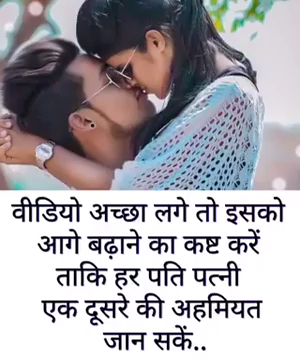 वीडियो अच्छा लगे तो इसको
आगे बढ़ाने का कष्ट करें
ताकि हर पति पत्नी
एक दूसरे की अहमियत
जान सकें..